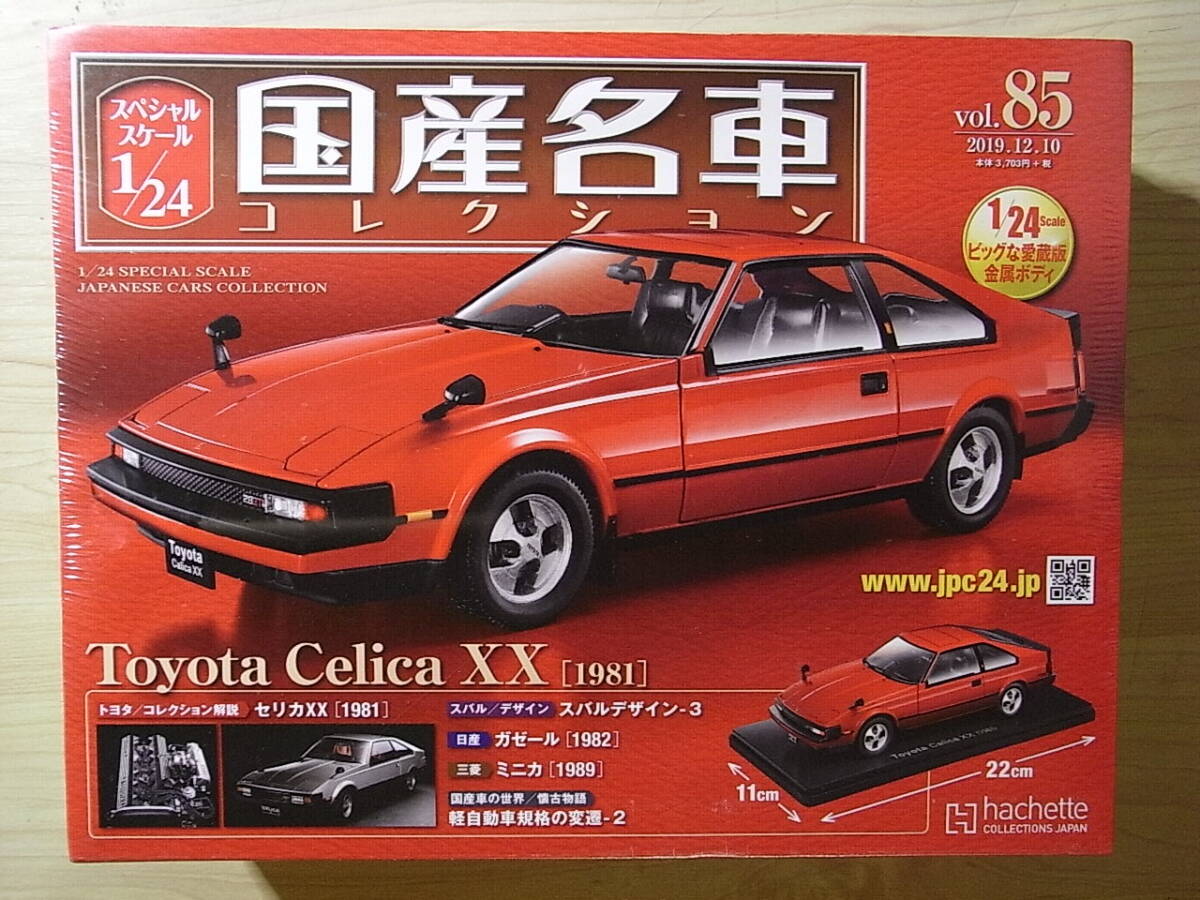 スペシャル
スケール
1/24
国産名車
コレクション
vol.85
2019.12.10
本体 3,703円+税
1/24 Scale
ビッグな愛蔵版
金属ボディ
1/24 SPECIAL SCALE
JAPANESE CARS COLLECTION
Toyota
Celica XX
www.jpc24.jp
Toyota Celica XX [1981]
トヨタ/コレクション解説 セリカXX [1981]
スバル/デザイン スバルデザイン-3
日産 ガゼール [1982]
三菱 ミニカ [1989]
国産車の世界/懐古物語
軽自動車規格の変遷-2
Toyota Celica XX 1981
11cm
22cm
hachette
COLLECTIONS JAPAN